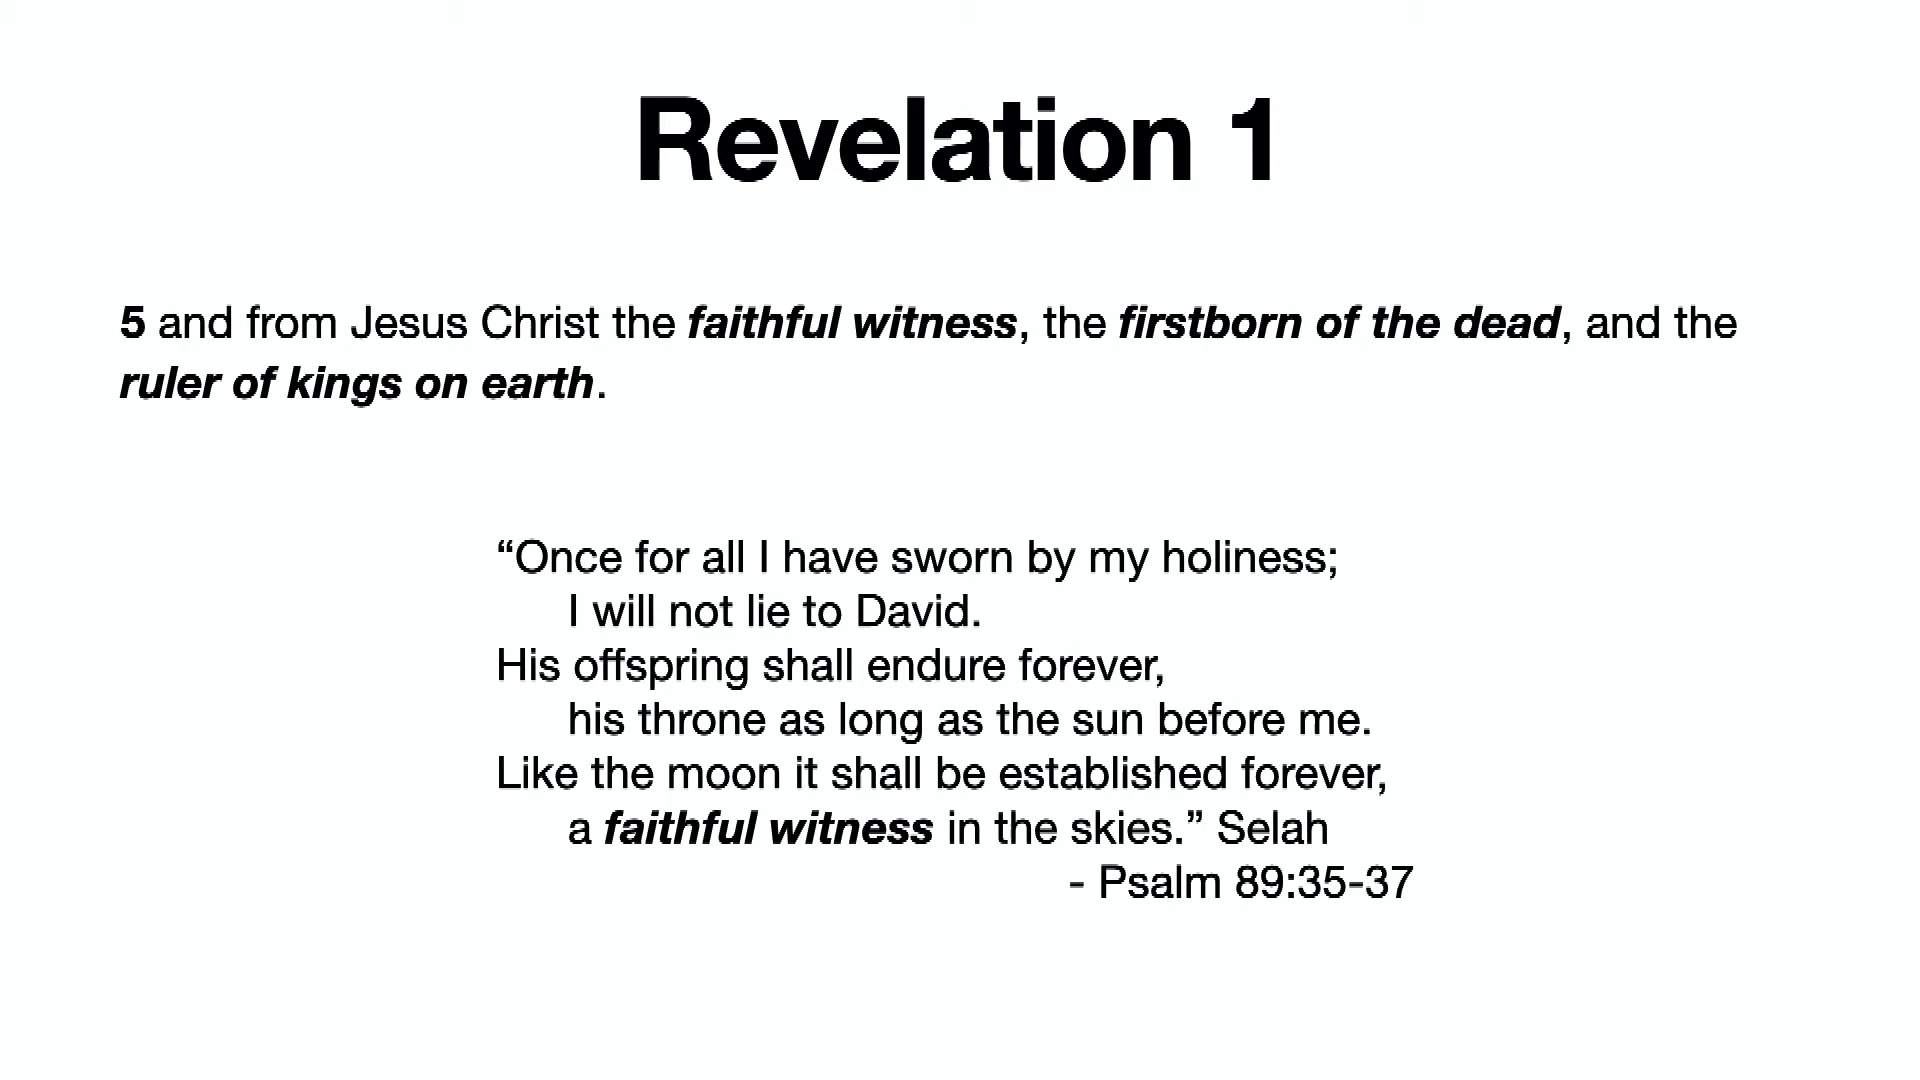 Revelation 1
5 and from Jesus Christ the faithful witness, the firstborn of the dead, and the
ruler of kings on earth.
“Once for all I have sworn by my holiness;
I will not lie to David.
His offspring shall endure forever,
his throne as long as the sun before me.
Like the moon it shall be established forever,
a faithful witness in the skies.” Selah
- Psalm 89:35-37